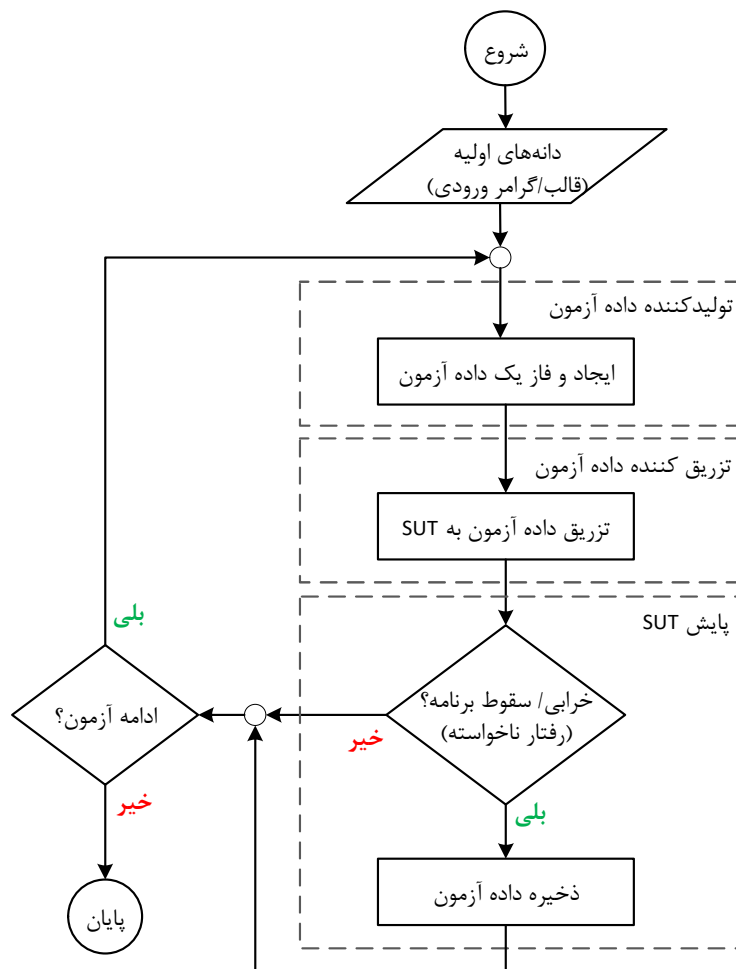 شروع
دانه‌های اولیه
(قالب/گرامر ورودی)
تولیدکننده داده آزمون
ایجاد و فاز یک داده آزمون
تزریق کننده داده آزمون
تزریق داده آزمون به SUT
پایش SUT
خرابی/ سقوط برنامه؟
(رفتار ناخواسته)
خیر
بلی
ذخیره داده آزمون
ادامه آزمون؟
بلی
خیر
پایان